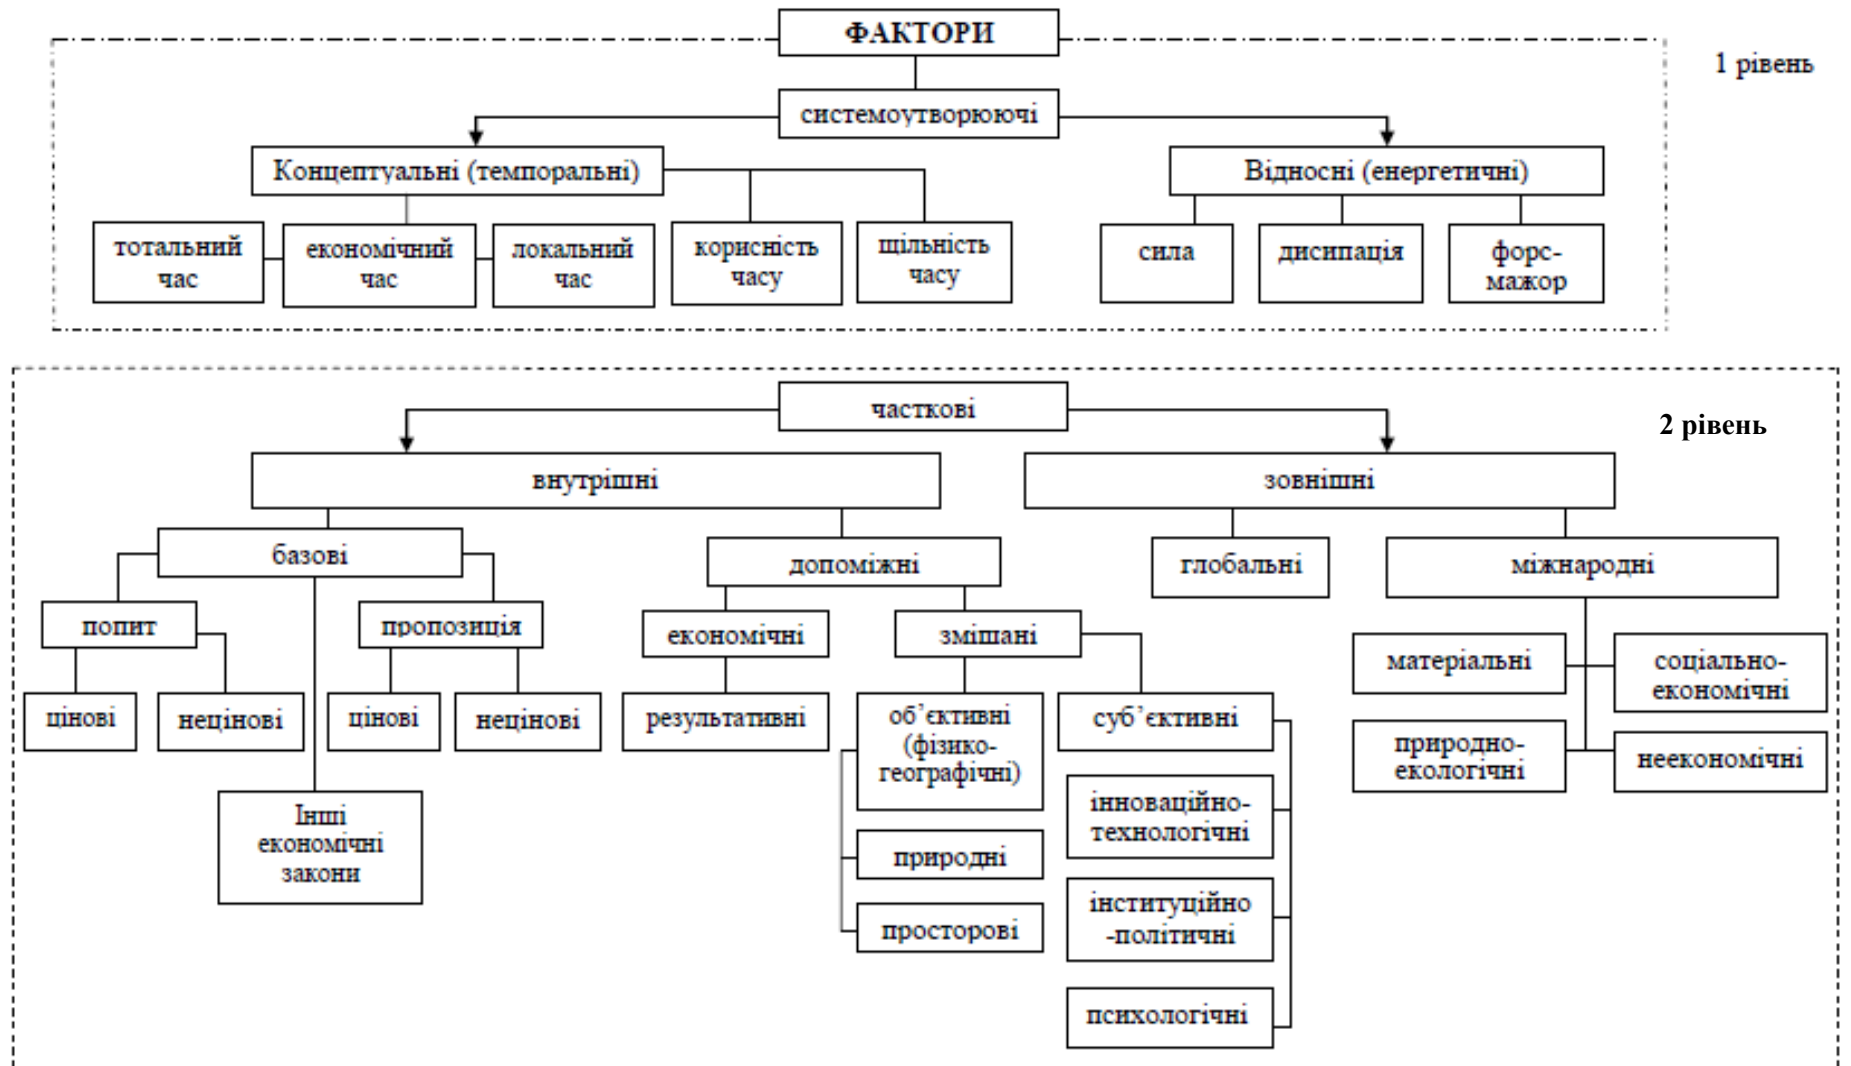 ФАКТОРИ
1 рівень
системоутворюючі
Концептуальні (темпоральні)
Відносні (енергетичні)
тотальний
час
економічний
час
локальний
час
корисність
часу
щільність
часу
сила
дисипація
форс-
мажор
часткові
2 рівень
внутрішні
зовнішні
базові
допоміжні
глобальні
міжнародні
попит
пропозиція
економічні
змішані
матеріальні
соціально-
економічні
цінові
нецінові
цінові
нецінові
результативні
об’єктивні
(фізико-
географічні)
суб’єктивні
природно-
екологічні
неекономічні
Інші
економічні
закони
інноваційно-
технологічні
природні
інституційно
-політичні
просторові
психологічні